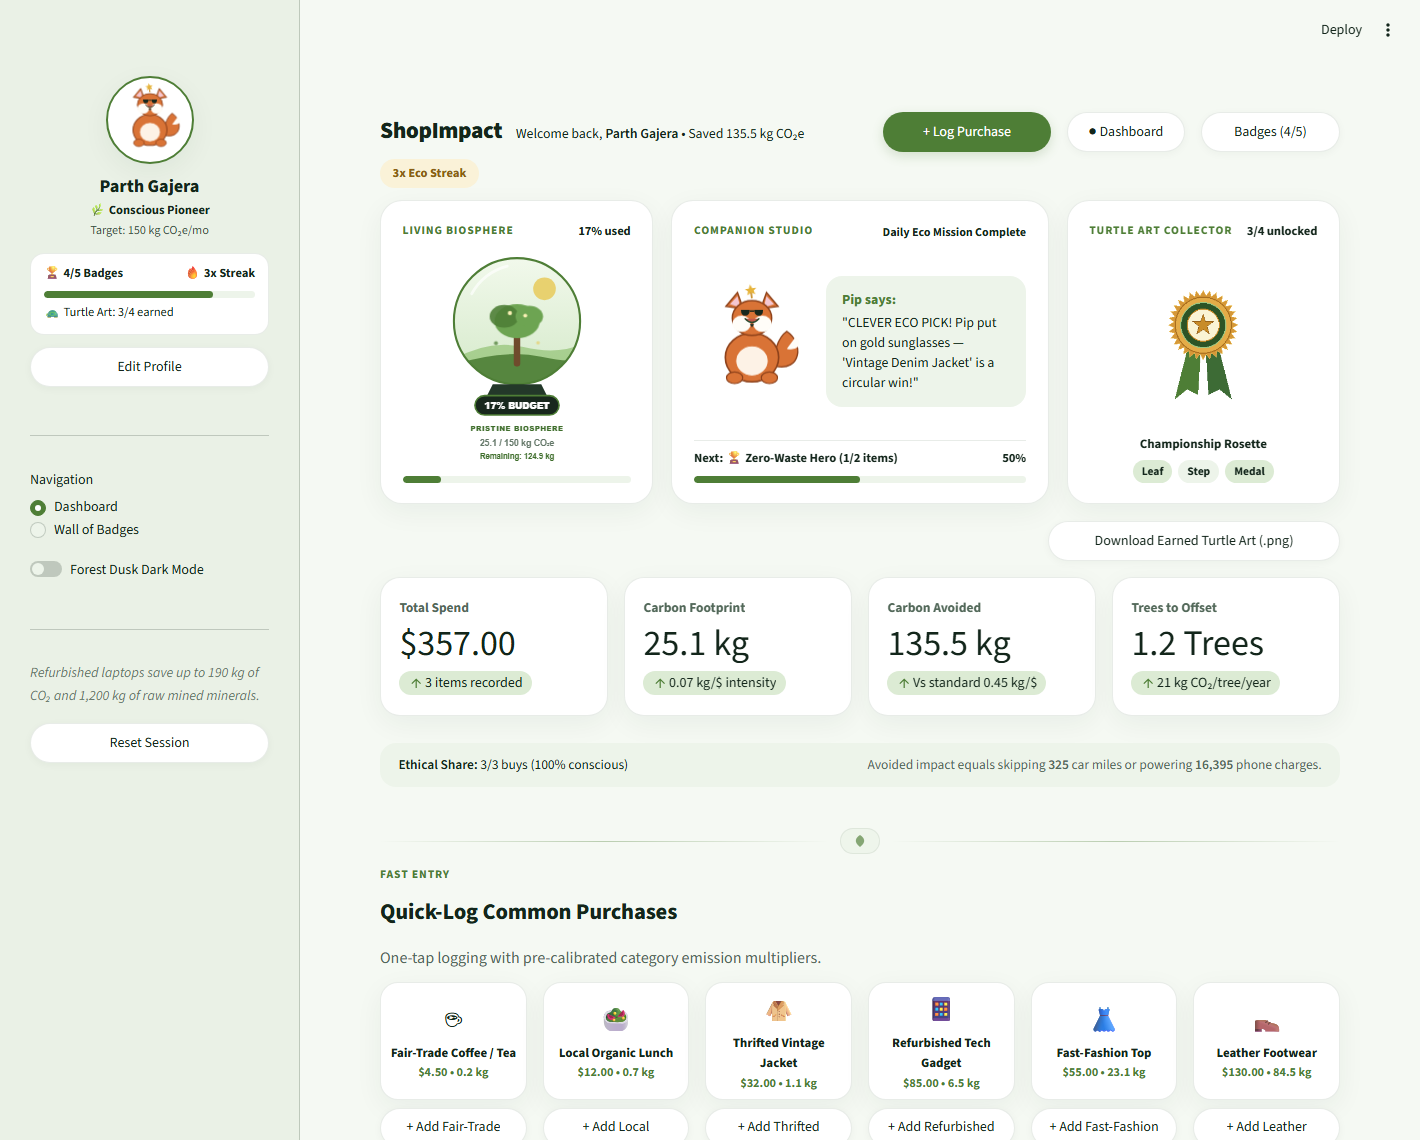 Deploy
Parth Gajera
Conscious Pioneer
Target: 150 kg CO₂e/mo
4/5 Badges
3x Streak
Turtle Art: 3/4 earned
Edit Profile
Navigation
Dashboard
Wall of Badges
Forest Dusk Dark Mode
Refurbished laptops save up to 190 kg of
CO₂ and 1,200 kg of raw mined minerals.
Reset Session
ShopImpact
Welcome back, Parth Gajera • Saved 135.5 kg CO₂e
+ Log Purchase
● Dashboard
Badges (4/5)
3x Eco Streak
LIVING BIOSPHERE
17% used
17% BUDGET
PRISTINE BIOSPHERE
25.1 / 150 kg CO₂e
Remaining: 124.9 kg
COMPANION STUDIO
Daily Eco Mission Complete
Pip says:
"CLEVER ECO PICK! Pip put
on gold sunglasses —
'Vintage Denim Jacket' is a
circular win!"
Next: 🏆 Zero-Waste Hero (1/2 items)
50%
TURTLE ART COLLECTOR
3/4 unlocked
Championship Rosette
Leaf
Step
Medal
Download Earned Turtle Art (.png)
Total Spend
$357.00
↑ 3 items recorded
Carbon Footprint
25.1 kg
↑ 0.07 kg/$ intensity
Carbon Avoided
135.5 kg
↑ Vs standard 0.45 kg/$
Trees to Offset
1.2 Trees
↑ 21 kg CO₂/tree/year
Ethical Share: 3/3 buys (100% conscious)
Avoided impact equals skipping 325 car miles or powering 16,395 phone charges.
FAST ENTRY
Quick-Log Common Purchases
One-tap logging with pre-calibrated category emission multipliers.
Fair-Trade Coffee / Tea
$4.50 • 0.2 kg
Local Organic Lunch
$12.00 • 0.7 kg
Thrifted Vintage
Jacket
$32.00 • 1.1 kg
Refurbished Tech
Gadget
$85.00 • 6.5 kg
Fast-Fashion Top
$55.00 • 23.1 kg
Leather Footwear
$130.00 • 84.5 kg
+ Add Fair-Trade
+ Add Local
+ Add Thrifted
+ Add Refurbished
+ Add Fast-Fashion
+ Add Leather